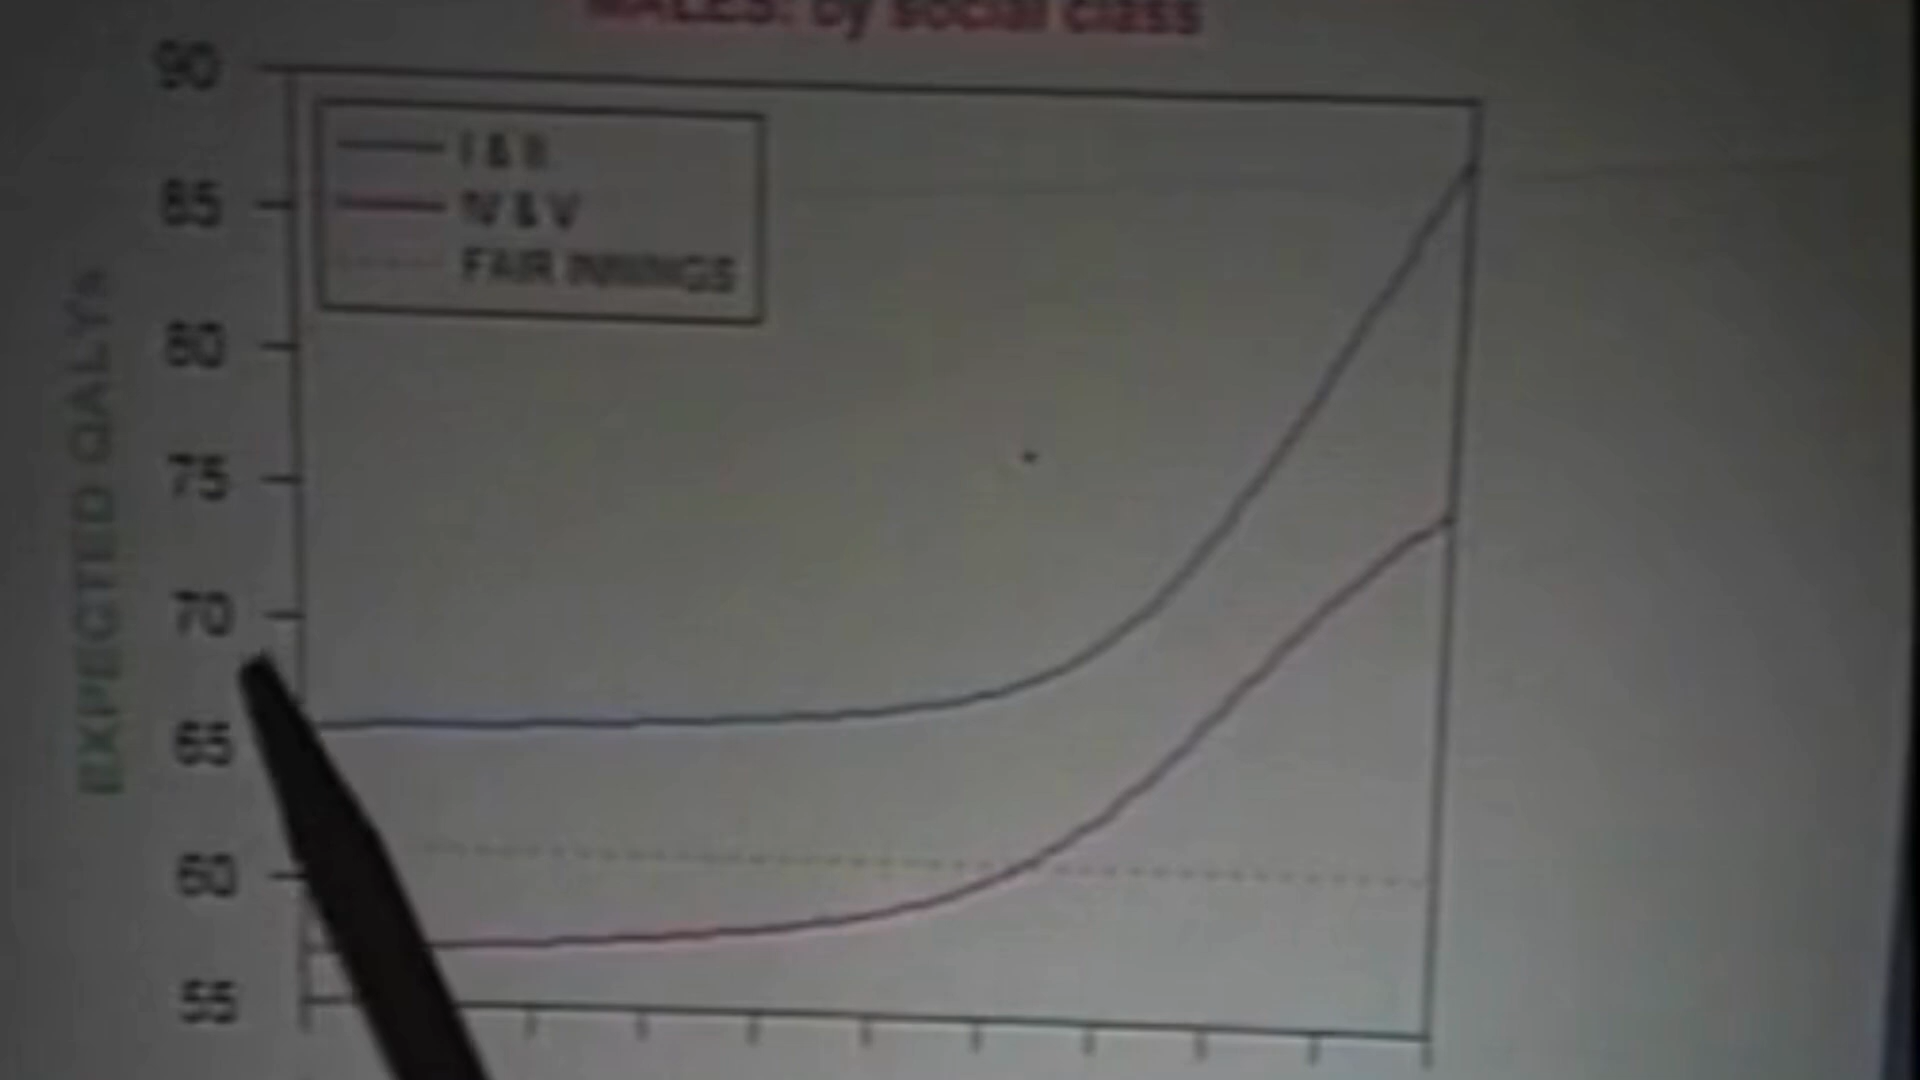 MALES: by social class
90
I & II
85
IV & V
FAIR INNINGS
80
75
70
65
60
55
EXPECTED QALYs